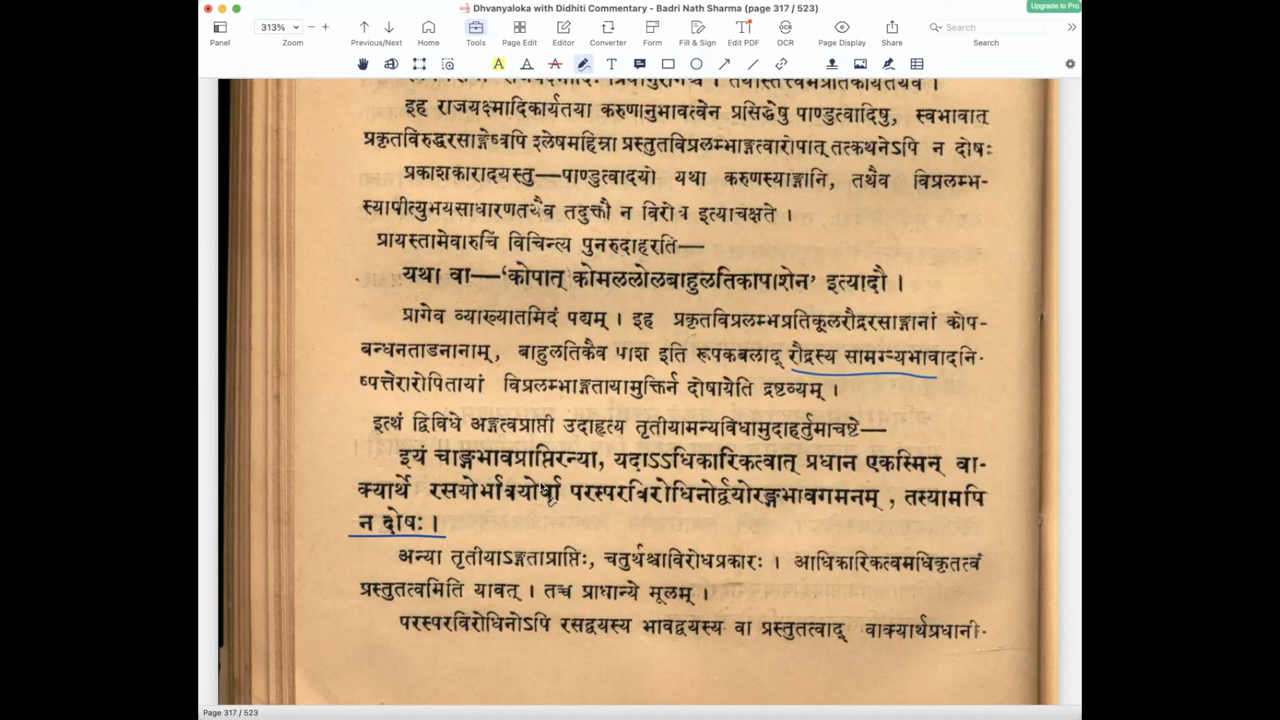 Dhvanyaloka with Didhiti Commentary - Badri Nath Sharma (page 317 / 523)
Upgrade to Pro
313%
Panel Zoom Previous/Next Home Tools Page Edit Editor Converter Form Fill & Sign Edit PDF OCR Page Display Share Search
Search
इह राजयक्ष्मादिकार्यतया करुणानुभावत्वेन प्रसिद्धेषु पाण्डुत्वादिषु, स्वभावात्
प्रकृतविरुद्धरसाङ्गेष्वपि श्लेषमहिम्ना प्रस्तुतविप्रलम्भाङ्गत्वारोपात् तत्कथनेऽपि न दोषः
प्रकाशकारादयस्तु—पाण्डुत्वादयो यथा करुणस्याङ्गानि, तथैव विप्रलम्भ-
स्यापीत्युभयसाधारणतयैव तदुक्तौ न विरोध इत्याचक्षते ।
प्रायस्तामेवारुचिं विचिन्त्य पुनरुदाहरति—
यथा वा—‘कोपात् कोमललोलबाहुलतिकापाशेन’ इत्यादौ ।
प्रागेव व्याख्यातमिदं पद्यम् । इह प्रकृतविप्रलम्भप्रतिकूलरौद्ररसाङ्गानां कोप-
बन्धनताडनानाम्, बाहुलतिकैव पाश इति रूपकबलाद् रौद्रस्य सामग्र्यभावादनि-
ष्पत्तेरारोपितायां विप्रलम्भाङ्गतायामुक्तिर्न दोषायेति द्रष्टव्यम् ।
इत्थं द्विविधे अङ्गत्वप्राप्ती उदाहृत्य तृतीयामन्यविधामुदाहर्तुमाचष्टे—
इयं चाङ्गभावप्राप्तिरन्या, यदाऽऽधिकारिकत्वात् प्रधान एकस्मिन् वा-
क्यार्थे रसयोर्भावयोर्वा परस्परविरोधिनोर्द्वयोरङ्गभावगमनम् , तस्यामपि
न दोषः ।
अन्या तृतीयाऽङ्गताप्राप्तिः, चतुर्थश्चाविरोधप्रकारः । आधिकारिकत्वमधिकृतत्वं
प्रस्तुतत्वमिति यावत् । तच्च प्राधान्ये मूलम् ।
परस्परविरोधिनोऽपि रसद्वयस्य भावद्वयस्य वा प्रस्तुतत्वाद् वाक्यार्थप्रधानी-
Page 317 / 523